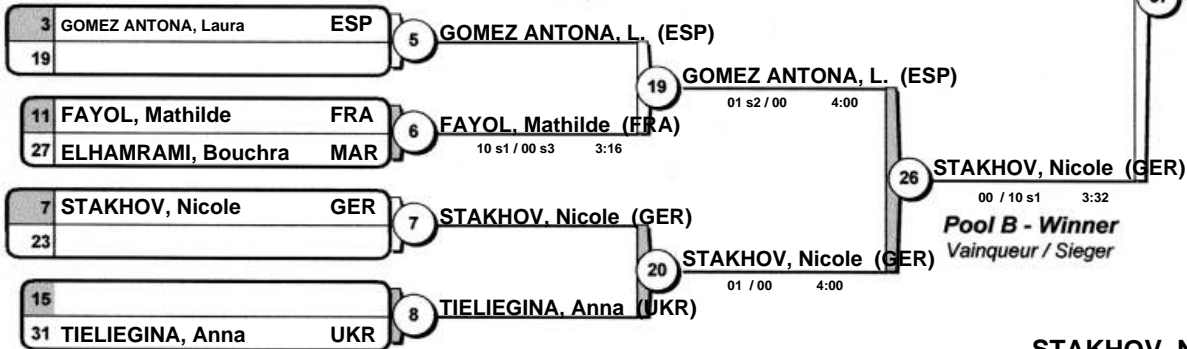 3 GOMEZ ANTONA, Laura ESP
19
5 GOMEZ ANTONA, L. (ESP)
19 GOMEZ ANTONA, L. (ESP)
01 s2 / 00 4:00
11 FAYOL, Mathilde FRA
27 ELHAMRAMI, Bouchra MAR
6 FAYOL, Mathilde (FRA)
10 s1 / 00 s3 3:16
26 STAKHOV, Nicole (GER)
00 / 10 s1 3:32
Pool B - Winner
Vainqueur / Sieger
7 STAKHOV, Nicole GER
23
7 STAKHOV, Nicole (GER)
20 STAKHOV, Nicole (GER)
01 / 00 4:00
15
31 TIELIEGINA, Anna UKR
8 TIELIEGINA, Anna (UKR)